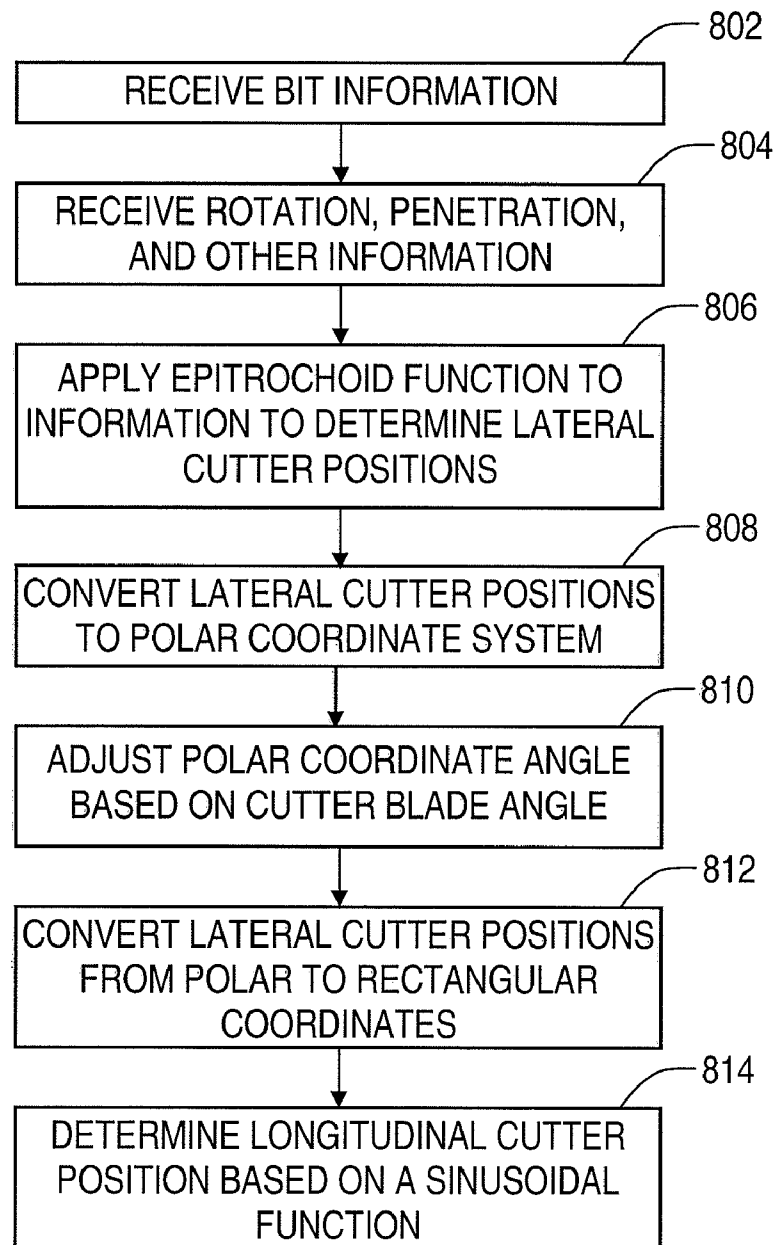 802
RECEIVE BIT INFORMATION
804
RECEIVE ROTATION, PENETRATION,
AND OTHER INFORMATION
806
APPLY EPITROCHOID FUNCTION TO
INFORMATION TO DETERMINE LATERAL
CUTTER POSITIONS
808
CONVERT LATERAL CUTTER POSITIONS
TO POLAR COORDINATE SYSTEM
810
ADJUST POLAR COORDINATE ANGLE
BASED ON CUTTER BLADE ANGLE
812
CONVERT LATERAL CUTTER POSITIONS
FROM POLAR TO RECTANGULAR
COORDINATES
814
DETERMINE LONGITUDINAL CUTTER
POSITION BASED ON A SINUSOIDAL
FUNCTION